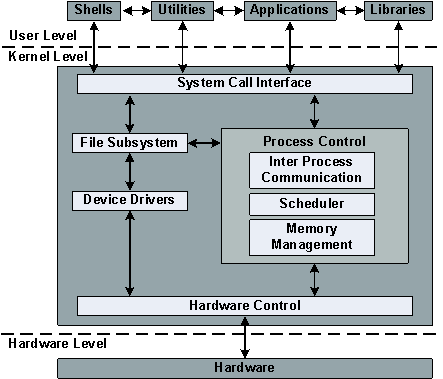 Shells Utilities Applications Libraries
User Level
Kernel Level
System Call Interface
File Subsystem
Process Control
Inter Process
Communication
Device Drivers
Scheduler
Memory
Management
Hardware Control
Hardware Level
Hardware